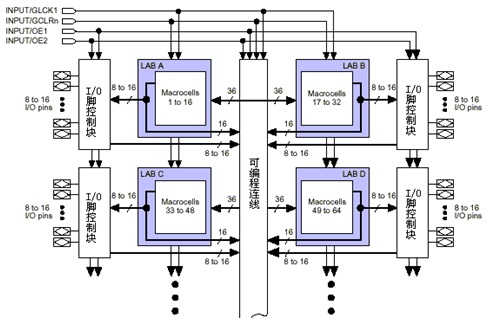 INPUT/GLCK1
INPUT/GCLRn
INPUT/OE1
INPUT/OE2
LAB A
LAB B
I/O脚控制块
8 to 16
Macrocells
1 to 16
36
36
Macrocells
17 to 32
8 to 16
I/O脚控制块
8 to 16
I/O pins
16
16
8 to 16
I/O pins
8 to 16
8 to 16
可编程连线
LAB C
LAB D
I/O脚控制块
8 to 16
Macrocells
33 to 48
36
36
Macrocells
49 to 64
8 to 16
I/O脚控制块
8 to 16
I/O pins
16
16
8 to 16
I/O pins
8 to 16
8 to 16